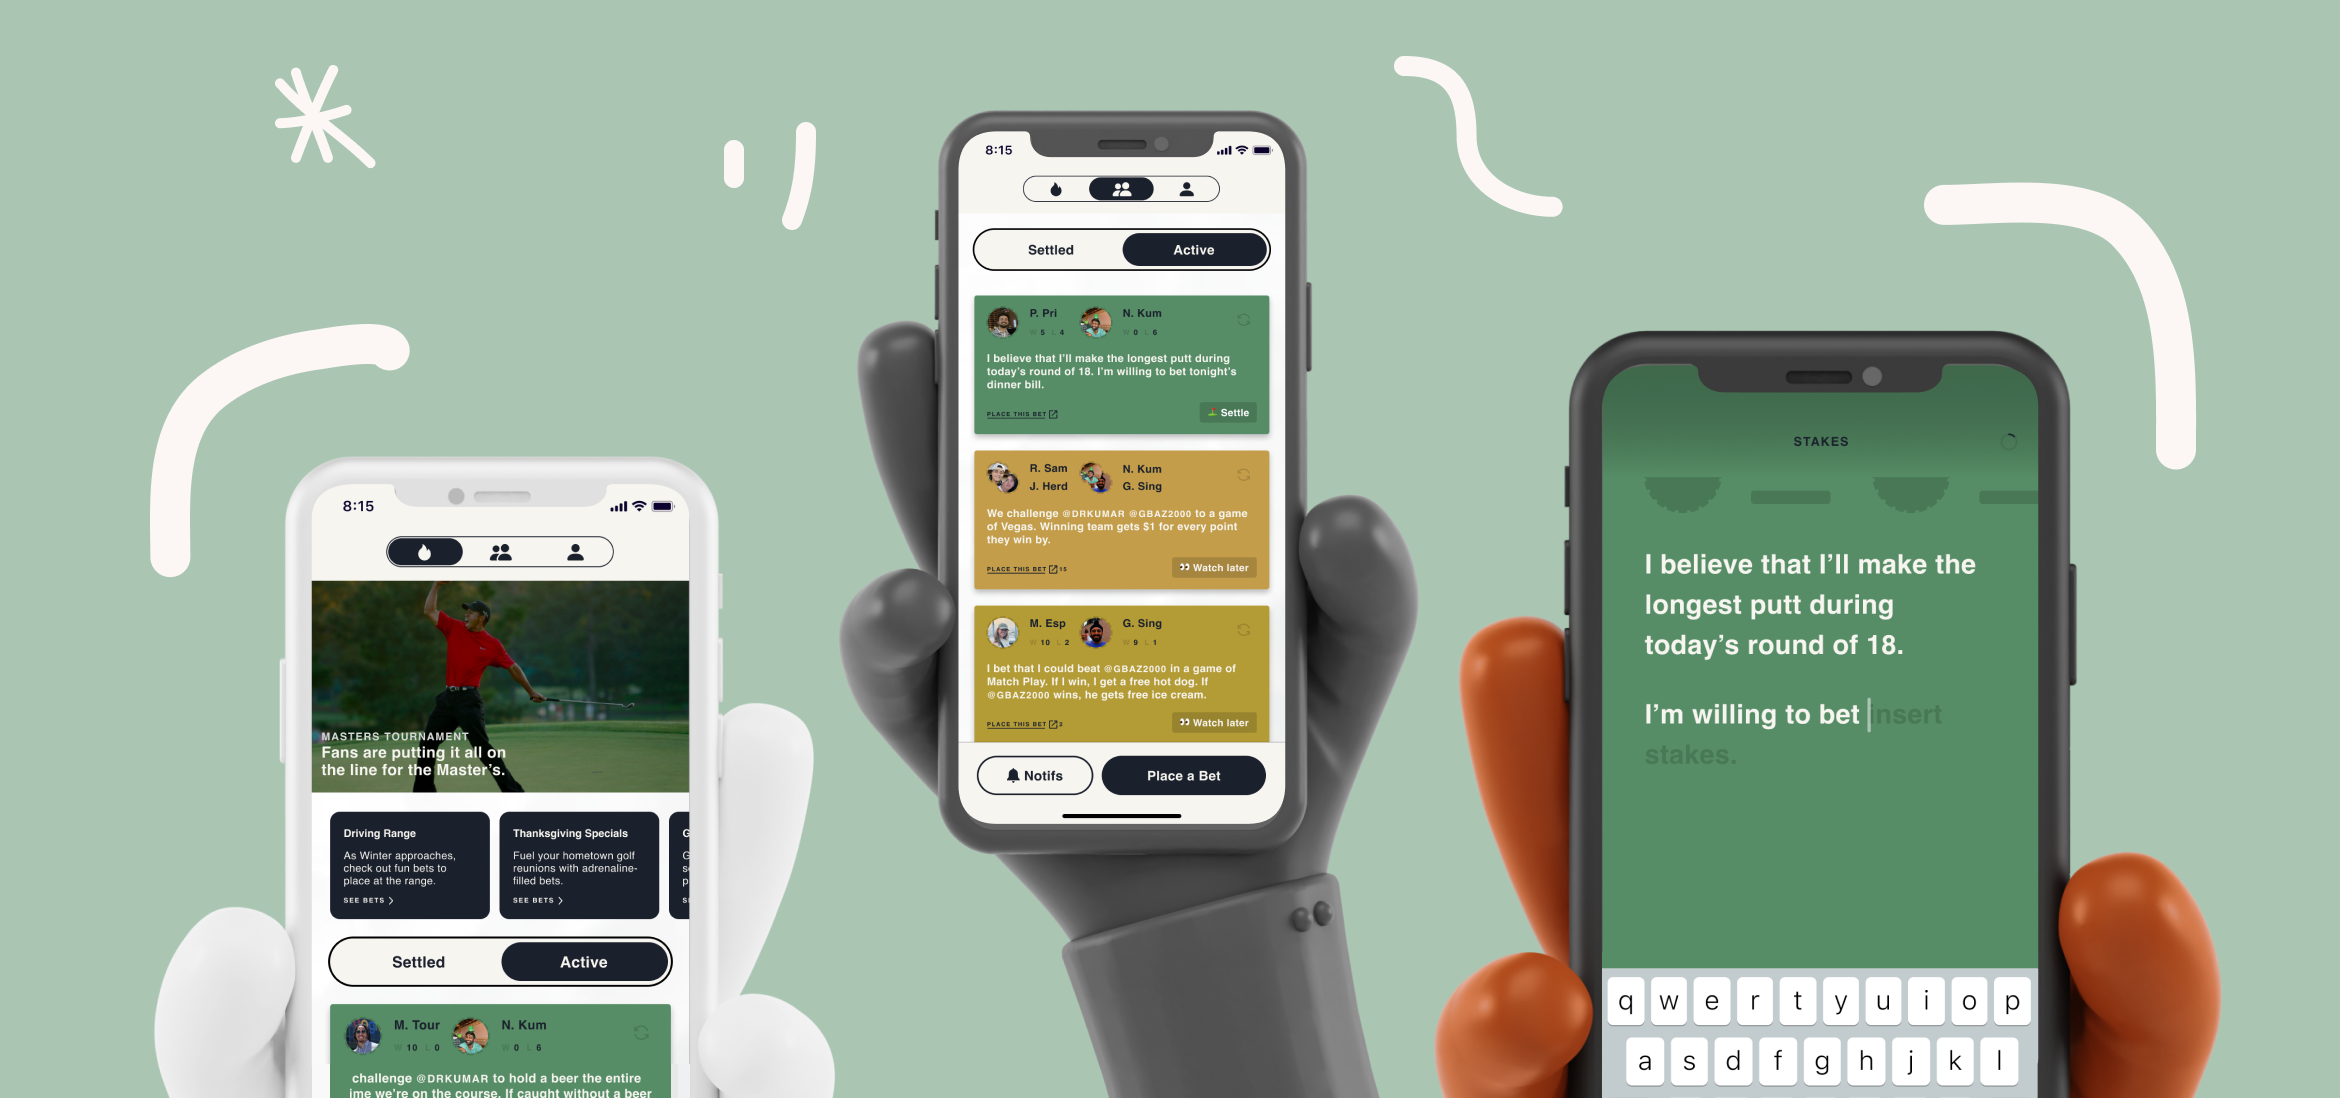 8:15
MASTERS TOURNAMENT
Fans are putting it all on
the line for the Master's.
Driving Range
As Winter approaches,
check out fun bets to
place at the range.
SEE BETS
Thanksgiving Specials
Fuel your hometown golf
reunions with adrenaline-
filled bets.
SEE BETS
Settled
Active
M. Tour
W 10 L 0
N. Kum
W 0 L 6
challenge @DRKUMAR to hold a beer the entire
ime we're on the course. If caught without a beer
8:15
Settled
Active
P. Pri
W 5 L 4
N. Kum
W 0 L 6
I believe that I'll make the longest putt during
today's round of 18. I'm willing to bet tonight's
dinner bill.
PLACE THIS BET
Settle
R. Sam
J. Herd
N. Kum
G. Sing
We challenge @DRKUMAR @GBAZ2000 to a game
of Vegas. Winning team gets $1 for every point
they win by.
PLACE THIS BET 15
Watch later
M. Esp
W 10 L 2
G. Sing
W 9 L 1
I bet that I could beat @GBAZ2000 in a game of
Match Play. If I win, I get a free hot dog. If
@GBAZ2000 wins, he gets free ice cream.
PLACE THIS BET 2
Watch later
Notifs
Place a Bet
STAKES
I believe that I'll make the
longest putt during
today's round of 18.
I'm willing to bet insert
stakes.
q w e r t y u i o p
a s d f g h j k l